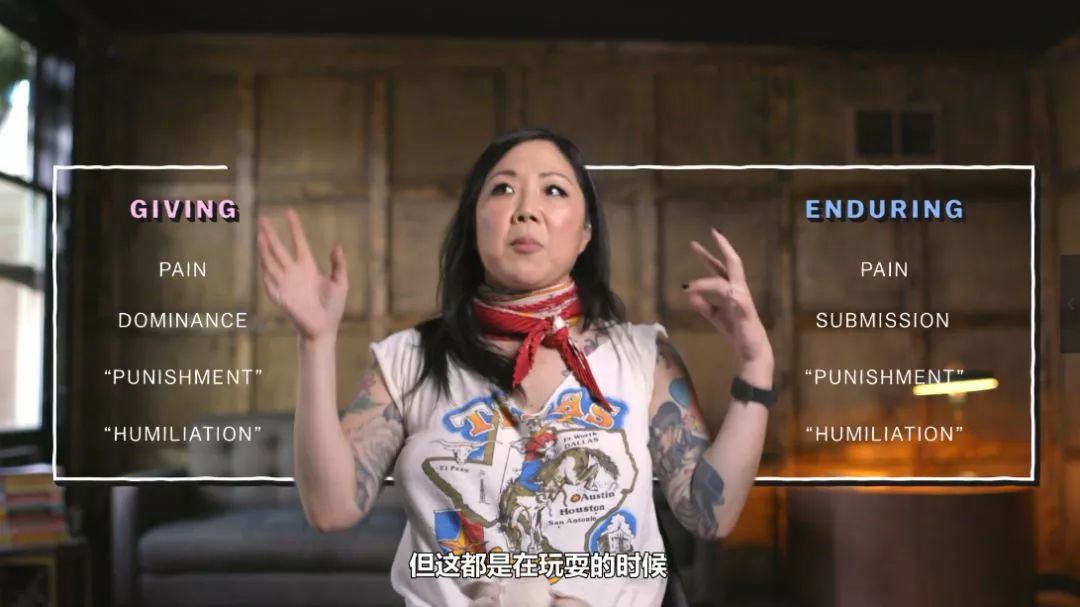 GIVING
PAIN
DOMINANCE
“PUNISHMENT”
“HUMILIATION”
ENDURING
PAIN
SUBMISSION
“PUNISHMENT”
“HUMILIATION”
TEXAS
Ft. Worth
DALLAS
El Paso
Austin
Houston
San Antonio
但这都是在玩耍的时候